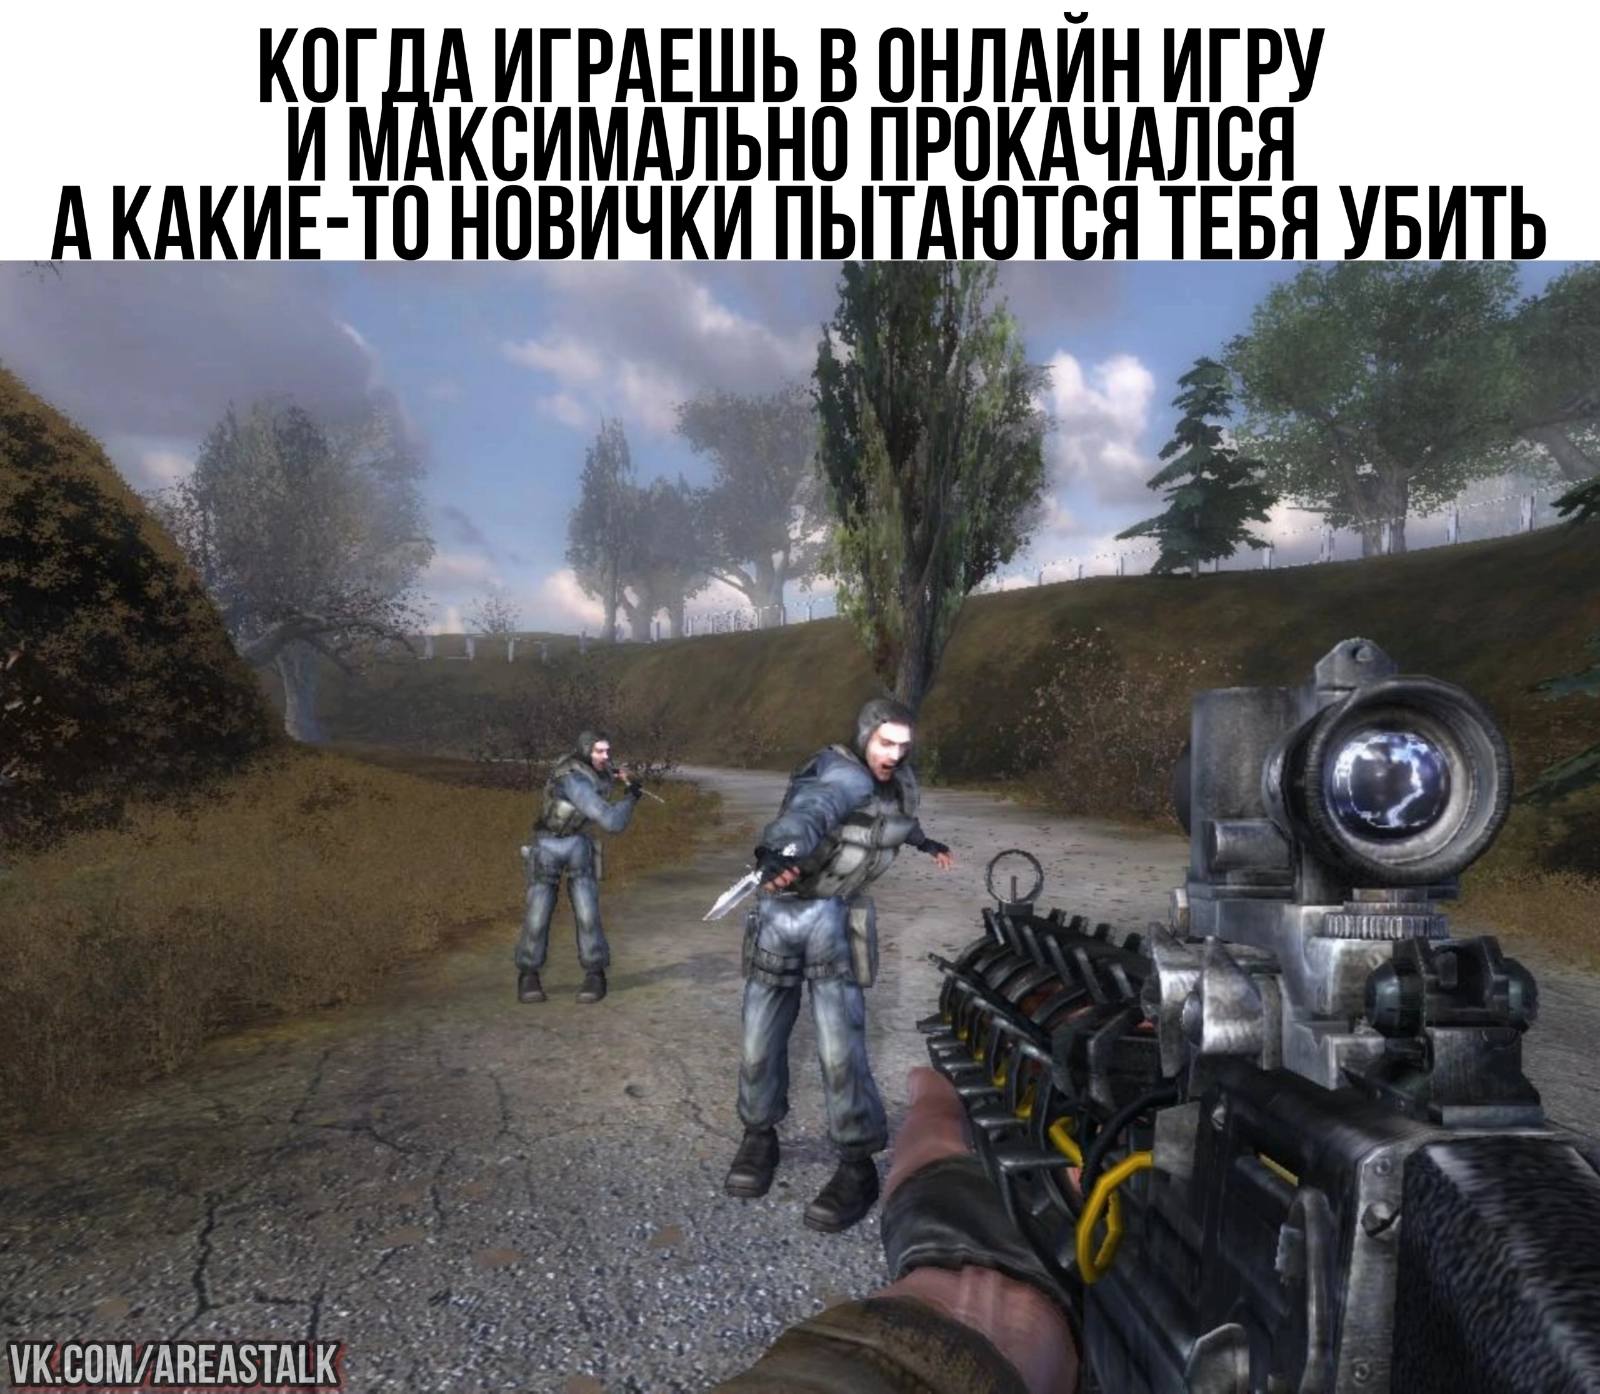 КОГДА ИГРАЕШЬ В ОНЛАЙН ИГРУ
И МАКСИМАЛЬНО ПРОКАЧАЛСЯ
А КАКИЕ-ТО НОВИЧКИ ПЫТАЮТСЯ ТЕБЯ УБИТЬ
VK.COM/AREASTALK